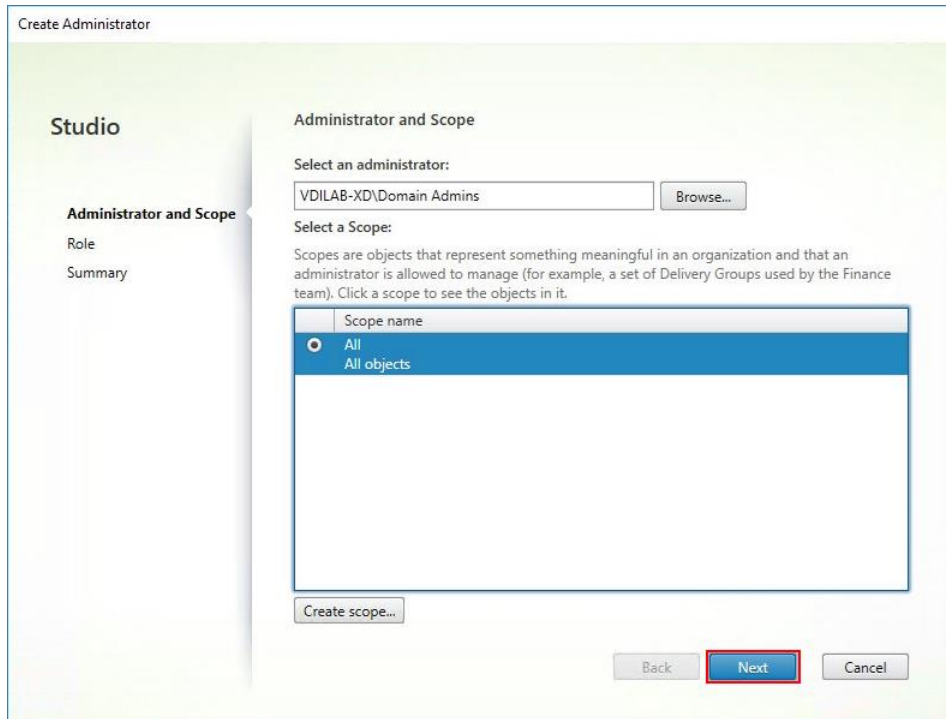 Create Administrator
Studio
Administrator and Scope
Role
Summary
Administrator and Scope
Select an administrator:
VDILAB-XD\Domain Admins
Browse...
Select a Scope:
Scopes are objects that represent something meaningful in an organization and that an
administrator is allowed to manage (for example, a set of Delivery Groups used by the Finance
team). Click a scope to see the objects in it.
Scope name
All
All objects
Create scope...
Back
Next
Cancel